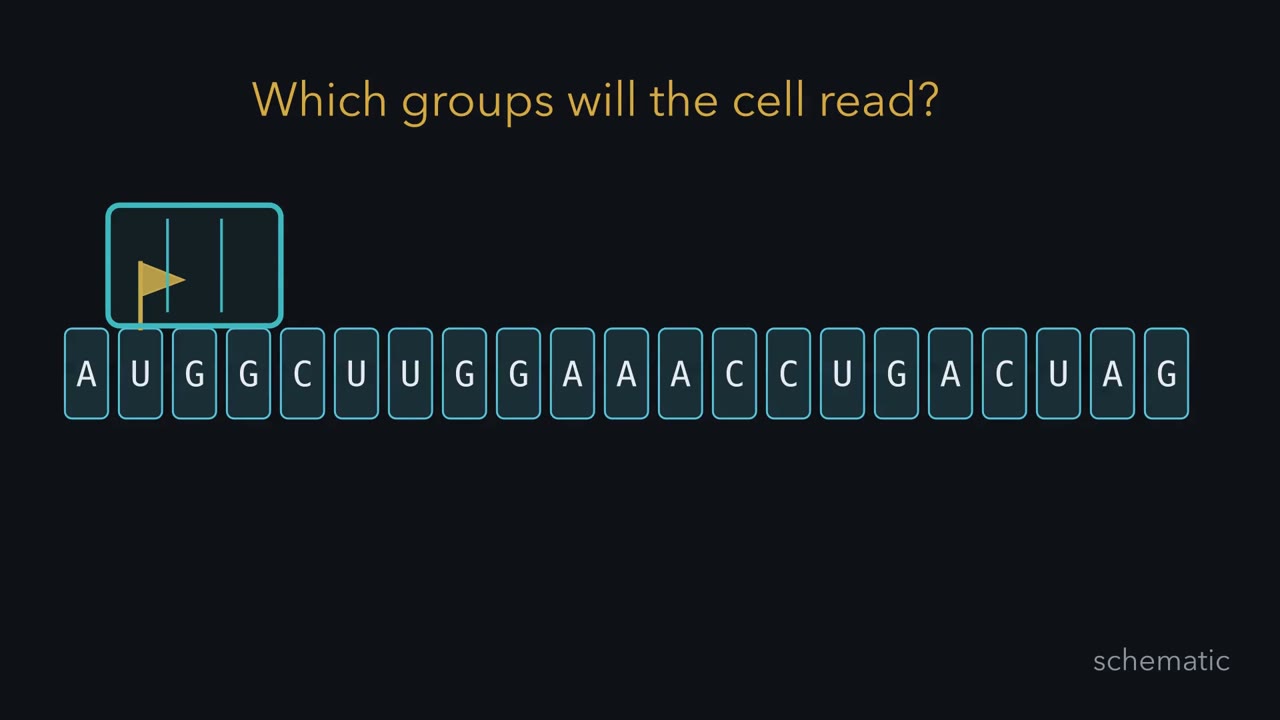 Which groups will the cell read?
A U G G C U U G G A A A C C U G A C U A G
schematic